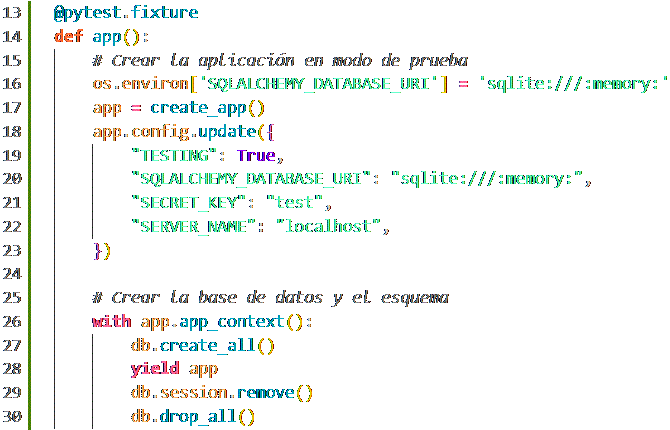 13 @pytest.fixture
14 def app():
15     # Crear la aplicación en modo de prueba
16     os.environ['SQLALCHEMY_DATABASE_URI'] = 'sqlite:///:memory:'
17     app = create_app()
18     app.config.update({
19         "TESTING": True,
20         "SQLALCHEMY_DATABASE_URI": "sqlite:///:memory:",
21         "SECRET_KEY": "test",
22         "SERVER_NAME": "localhost",
23     })
24
25     # Crear la base de datos y el esquema
26     with app.app_context():
27         db.create_all()
28         yield app
29         db.session.remove()
30         db.drop_all()